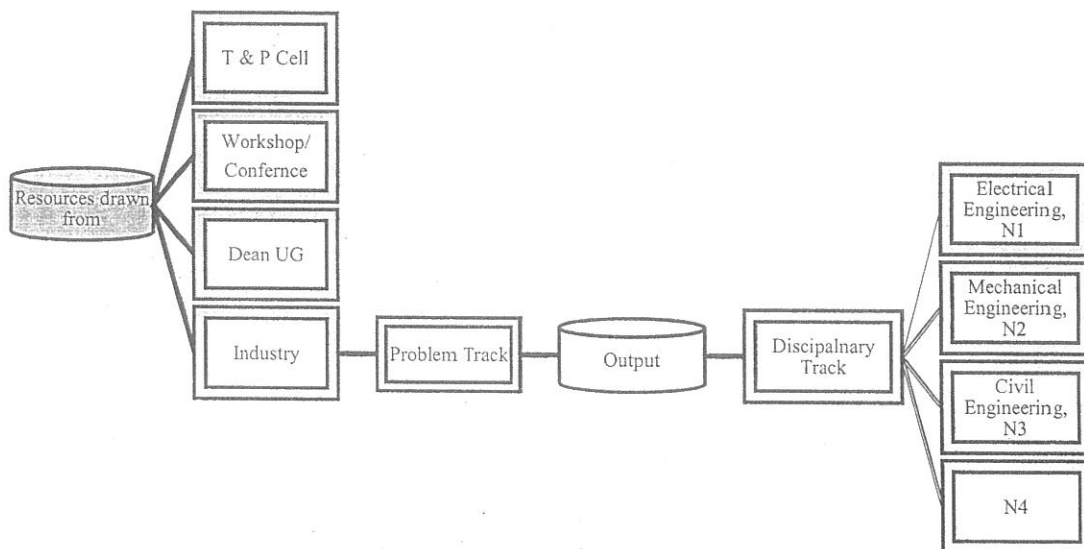 Resources drawn
from
T & P Cell
Workshop/
Confernce
Dean UG
Industry
Problem Track
Output
Discipalnary
Track
Electrical
Engineering,
N1
Mechanical
Engineering,
N2
Civil
Engineering,
N3
N4